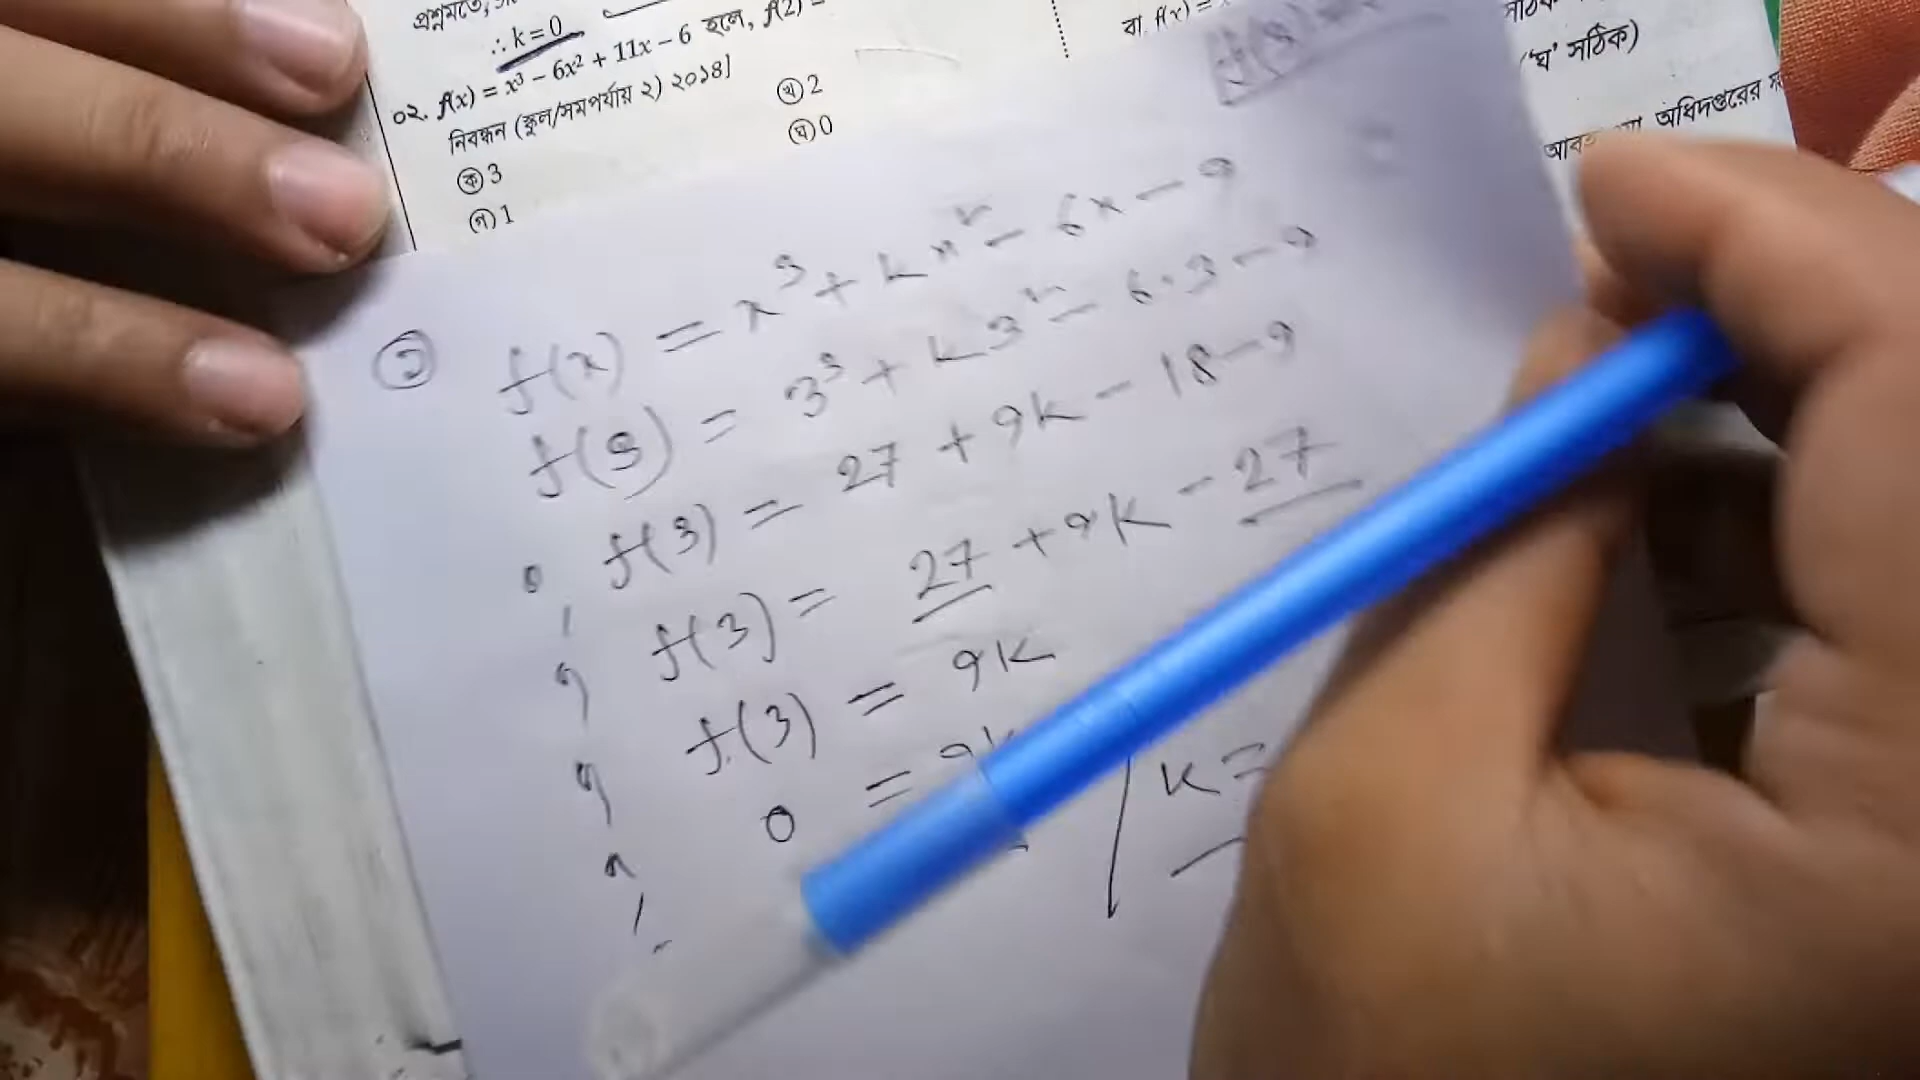 প্রশ্নমতে,
∴ k = 0
০২. f(x) = x³ – 6x² + 11x – 6 হলে, f(2) =
নিবন্ধন (স্কুল/সমপর্যায় ২) ২০১৪]
ক 3
খ 2
গ 1
ঘ 0
বা, f(x) =
('ঘ' সঠিক)
অধিদপ্তরের
f(3)
১ f(x) = x³ + kx² – 6x – 9
f(3) = 3³ + k3² – 6·3 – 9
f(3) = 27 + 9k – 18 – 9
f(3) = 27 + 9k – 27
f(3) = 9k
0 = 9k
k =